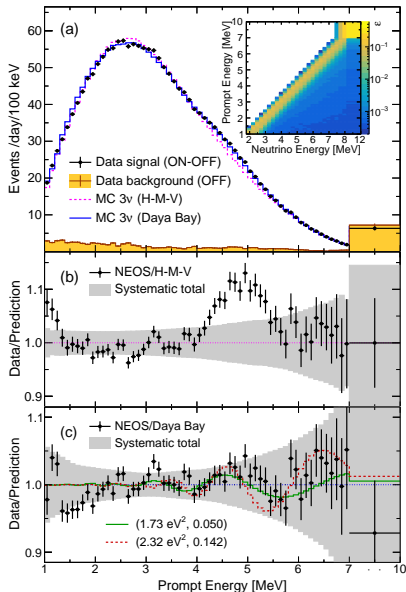 (a)
Events /day/100 keV
60
50
40
30
20
10
Data signal (ON-OFF)
Data background (OFF)
MC 3ν (H-M-V)
MC 3ν (Daya Bay)
Prompt Energy [MeV]
10
7
6
5
4
3
2
1
2 3 4 5 6 7 8 12
Neutrino Energy [MeV]
10⁻¹
10⁻²
10⁻³
(b)
NEOS/H-M-V
Systematic total
Data/Prediction
1.1
1.0
0.9
(c)
NEOS/Daya Bay
Systematic total
Data/Prediction
1.1
1.0
0.9
(1.73 eV², 0.050)
(2.32 eV², 0.142)
1 2 3 4 5 6 7 10
Prompt Energy [MeV]